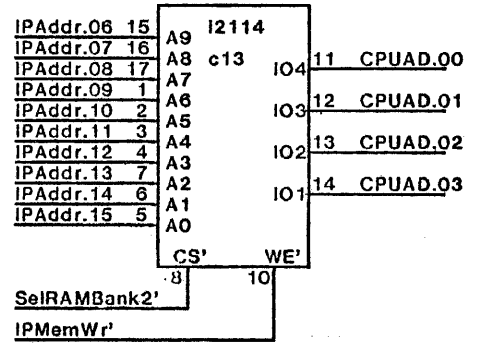 IPAddr.06 15 A9 I2114
IPAddr.07 16 A8 c13
IPAddr.08 17 A7 IO4 11 CPUAD.00
IPAddr.09 1 A6
IPAddr.10 2 A5 IO3 12 CPUAD.01
IPAddr.11 3 A4
IPAddr.12 4 A3 IO2 13 CPUAD.02
IPAddr.13 7 A2
IPAddr.14 6 A1 IO1 14 CPUAD.03
IPAddr.15 5 A0
CS' WE'
8 10
SelRAMBank2'
IPMemWr'